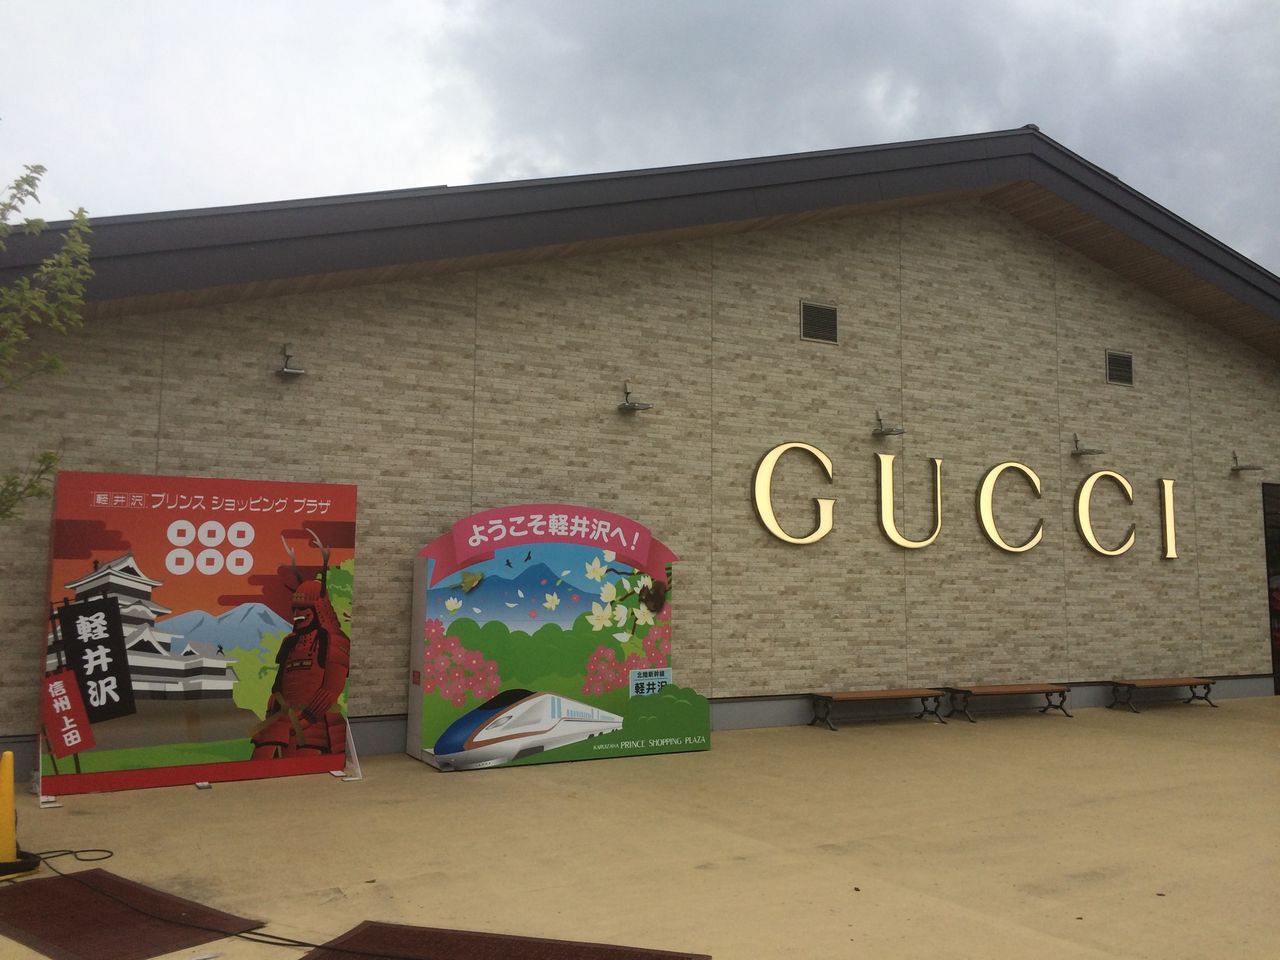 軽井沢 プリンス ショッピング プラザ
軽井沢
信州上田
ようこそ軽井沢へ!
北陸新幹線
軽井沢
KARUIZAWA PRINCE SHOPPING PLAZA
GUCCI